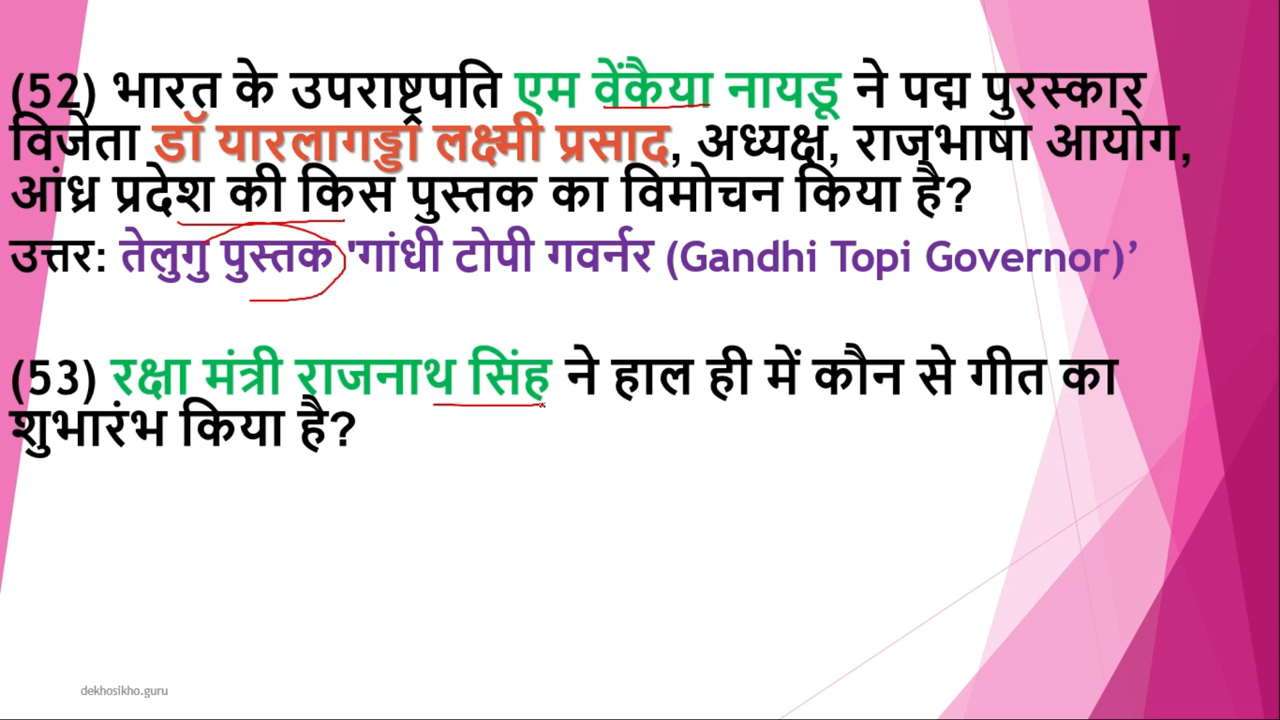 (52) भारत के उपराष्ट्रपति एम वेंकैया नायडू ने पद्म पुरस्कार
विजेता डॉ यारलागड्डा लक्ष्मी प्रसाद, अध्यक्ष, राजभाषा आयोग,
आंध्र प्रदेश की किस पुस्तक का विमोचन किया है?
उत्तर: तेलुगु पुस्तक 'गांधी टोपी गवर्नर (Gandhi Topi Governor)’
(53) रक्षा मंत्री राजनाथ सिंह ने हाल ही में कौन से गीत का
शुभारंभ किया है?
dekhosikho.guru